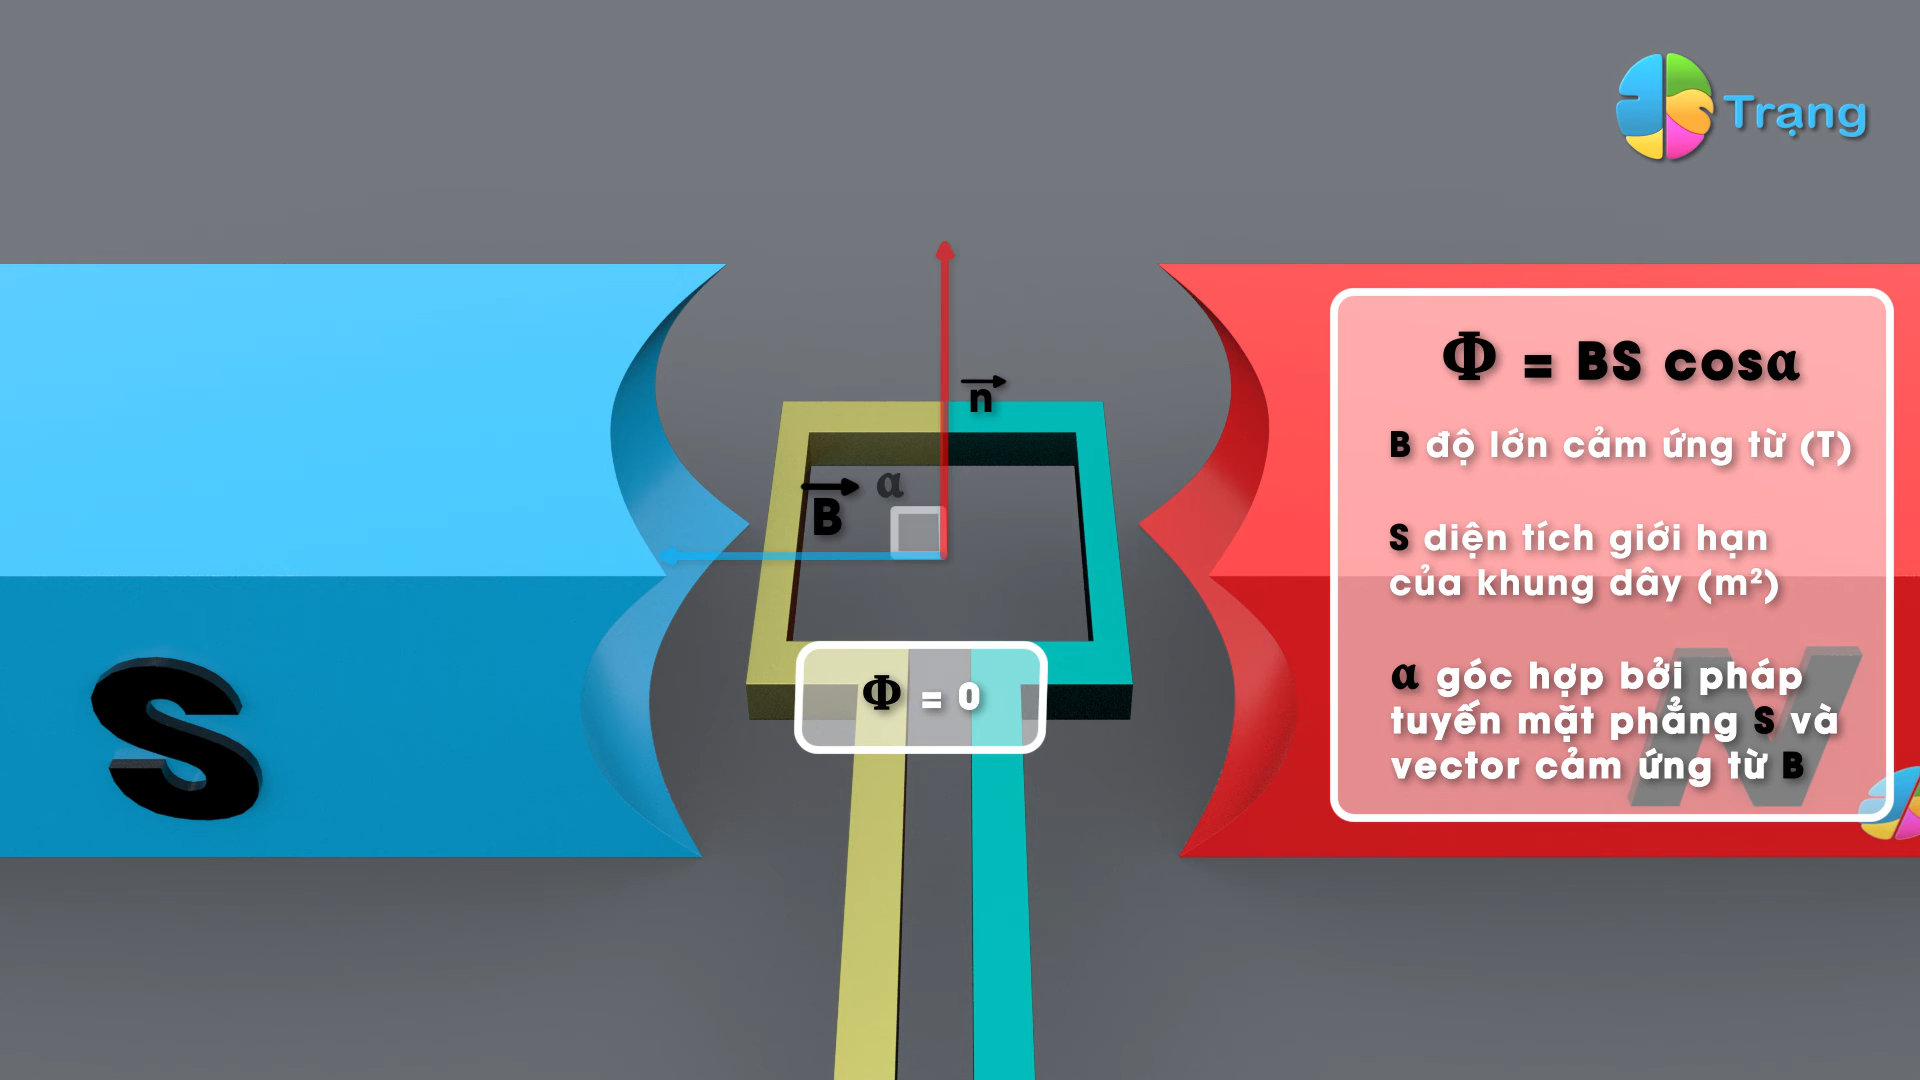 Trạng
n
Φ = BS cosα
B độ lớn cảm ứng từ (T)
α
B
S diện tích giới hạn
của khung dây (m²)
Φ = 0
α góc hợp bởi pháp
tuyến mặt phẳng S và
vector cảm ứng từ B
S
N